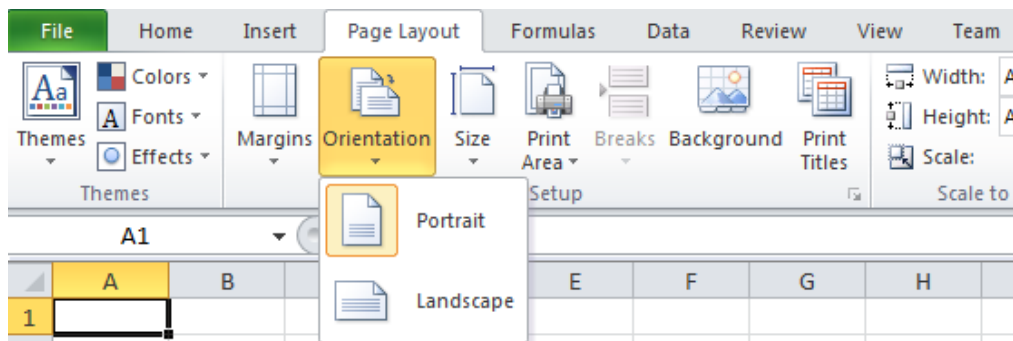 File Home Insert Page Layout Formulas Data Review View Team
Aa Colors Width: A
A Fonts Height: A
Themes Margins Orientation Size Print Area Breaks Background Print Titles
Effects Scale:
Themes Setup Scale to
Portrait
A1
A B E F G H
Landscape
1